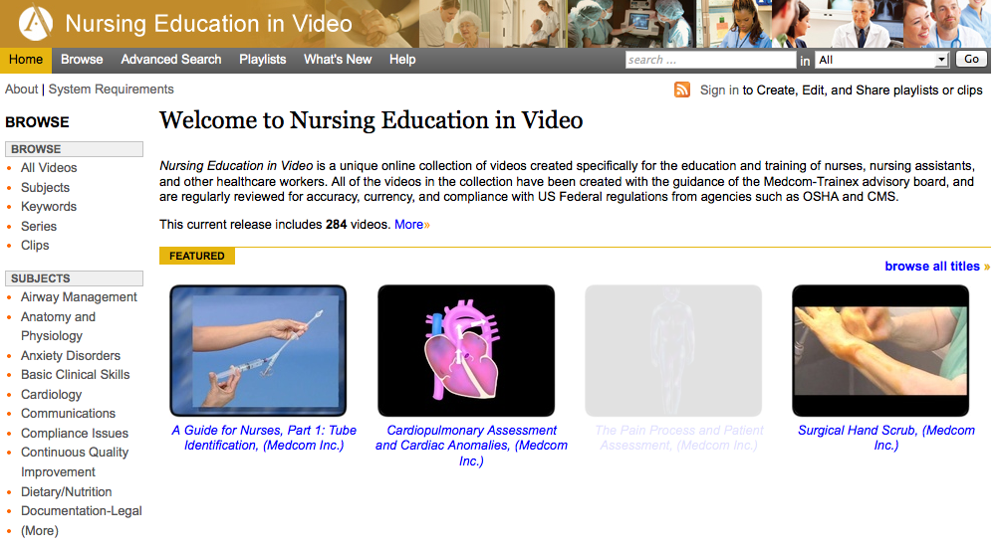 Nursing Education in Video
Home Browse Advanced Search Playlists What's New Help search ... in All Go
About | System Requirements
Sign in to Create, Edit, and Share playlists or clips
BROWSE
BROWSE
• All Videos
• Subjects
• Keywords
• Series
• Clips
SUBJECTS
• Airway Management
• Anatomy and
Physiology
• Anxiety Disorders
• Basic Clinical Skills
• Cardiology
• Communications
• Compliance Issues
• Continuous Quality
Improvement
• Dietary/Nutrition
• Documentation-Legal
• (More)
Welcome to Nursing Education in Video
Nursing Education in Video is a unique online collection of videos created specifically for the education and training of nurses, nursing assistants,
and other healthcare workers. All of the videos in the collection have been created with the guidance of the Medcom-Trainex advisory board, and
are regularly reviewed for accuracy, currency, and compliance with US Federal regulations from agencies such as OSHA and CMS.
This current release includes 284 videos. More»
FEATURED
browse all titles »
A Guide for Nurses, Part 1: Tube
Identification, (Medcom Inc.)
Cardiopulmonary Assessment
and Cardiac Anomalies, (Medcom
Inc.)
The Pain Process and Patient
Assessment, (Medcom Inc.)
Surgical Hand Scrub, (Medcom
Inc.)